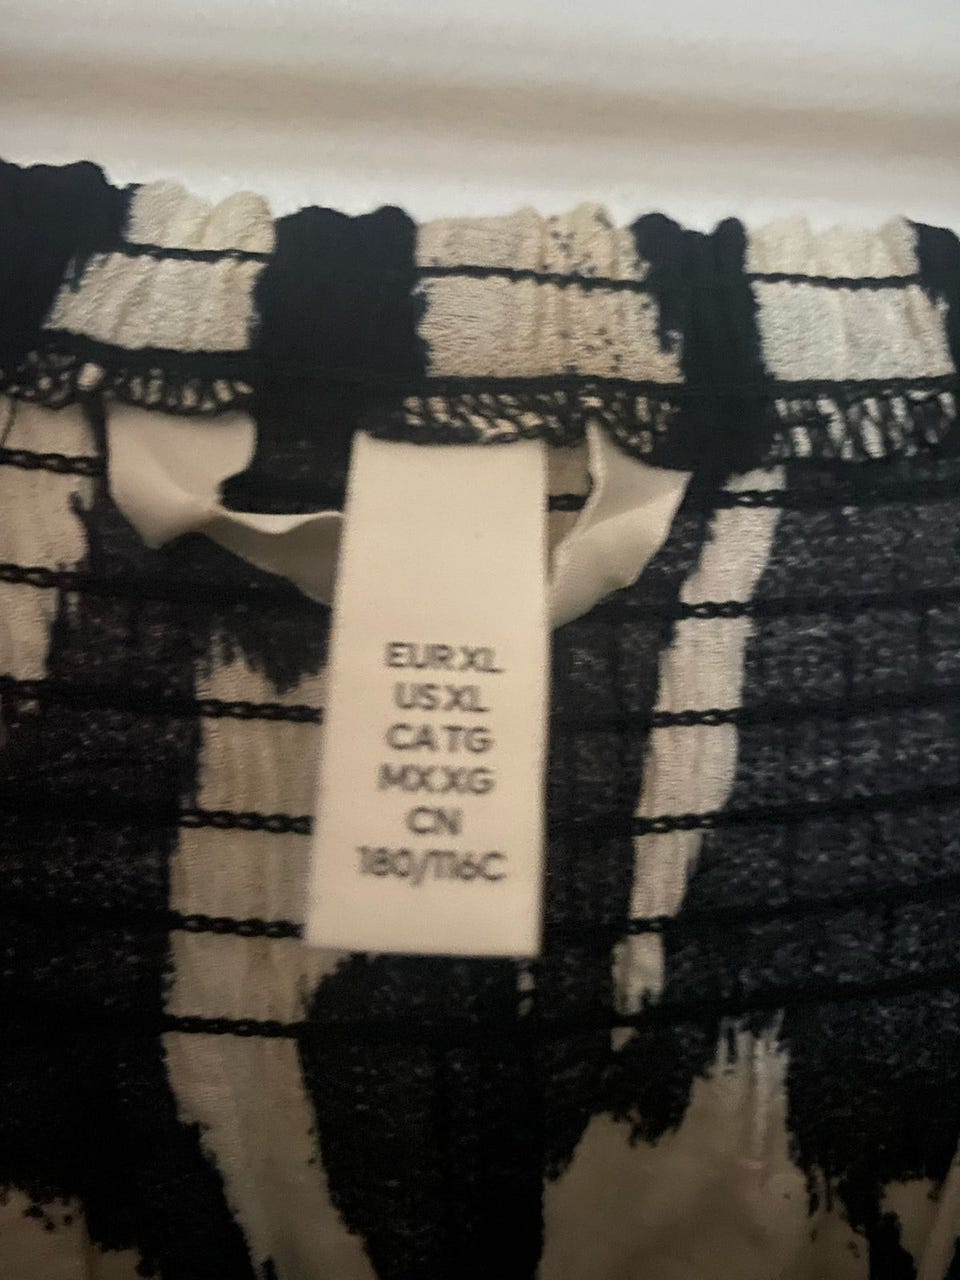 EUR XL
US XL
CA TG
MX XG
CN
180/116C